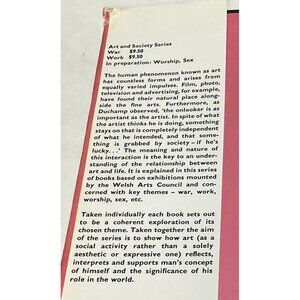 Art and Society Series
War $9.50
Work $9.50
In preparation: Worship, Sex
The human phenomenon known as art
has countless forms and arises from
equally varied impulses. Film, photo,
television and advertising, for example,
have found their natural place along-
side the fine arts. Furthermore, as
Duchamp observed, 'the onlooker is as
important as the artist. In spite of what
the artist thinks he is doing, something
stays on that is completely independent
of what he intended, and that some-
thing is grabbed by society – if he's
lucky. . .' The meaning and nature of
this interaction is the key to an under-
standing of the relationship between
art and life. It is explained in this series
of books based on exhibitions mounted
by the Welsh Arts Council and con-
cerned with key themes – war, work,
worship, sex, etc.
Taken individually each book sets out
to be a coherent exploration of its
chosen theme. Taken together the aim
of the series is to show how art (as a
social activity rather than a solely
aesthetic or expressive one) reflects,
interprets and supports man's concept
of himself and the significance of his
role in the world.